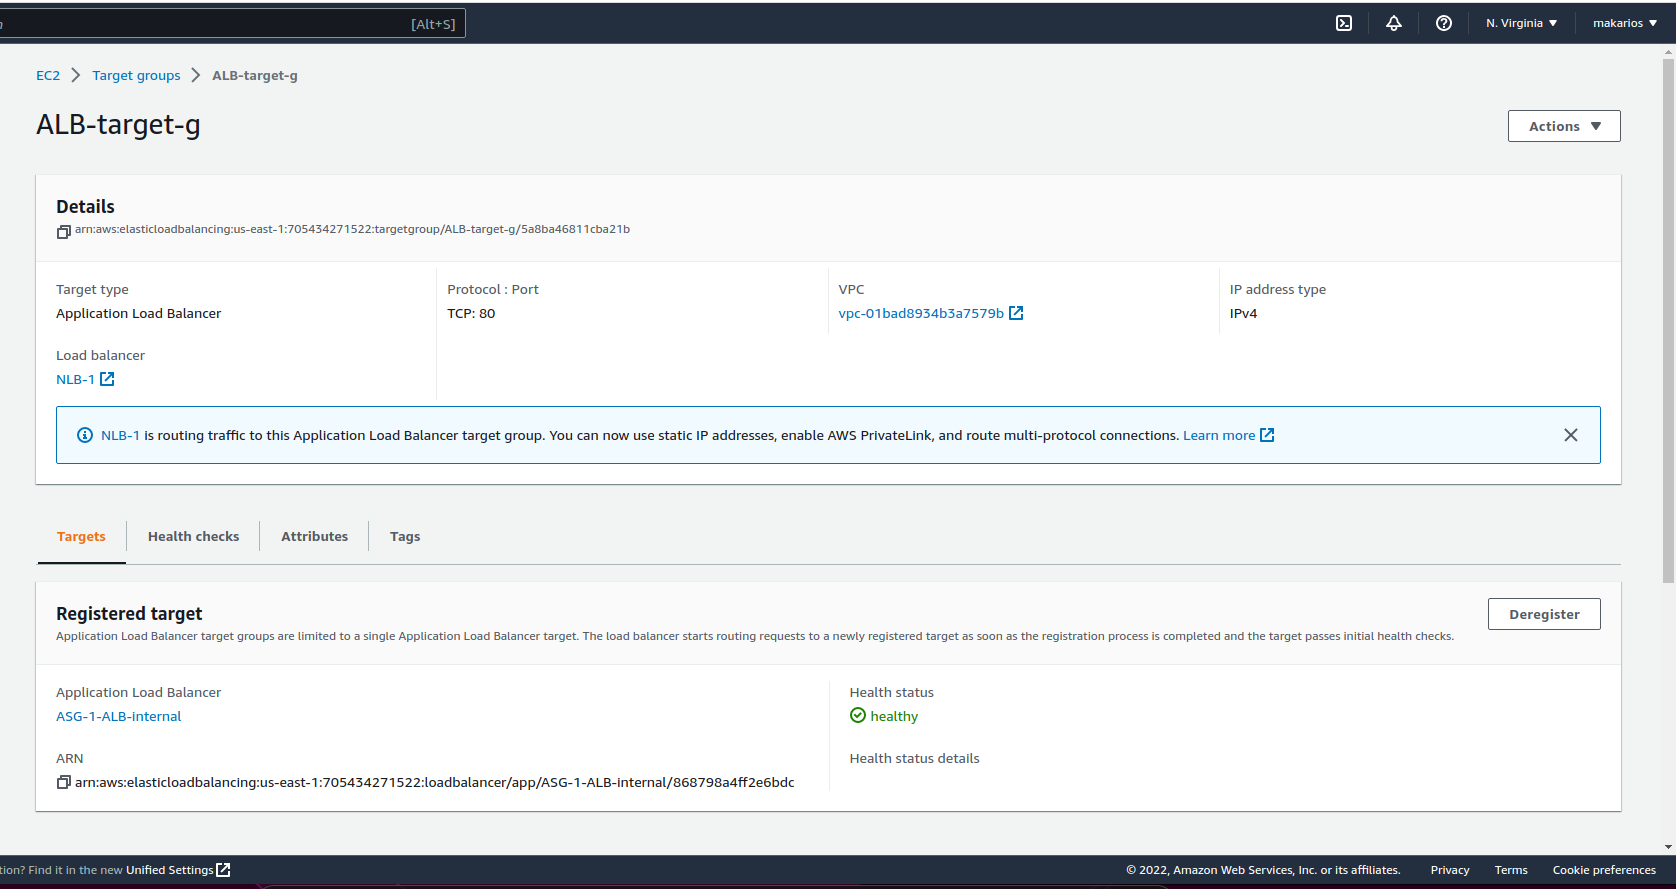 [Alt+S]
N. Virginia
makarios
EC2 > Target groups > ALB-target-g
ALB-target-g
Actions
Details
arn:aws:elasticloadbalancing:us-east-1:705434271522:targetgroup/ALB-target-g/5a8ba46811cba21b
Target type
Application Load Balancer
Protocol : Port
TCP: 80
VPC
vpc-01bad8934b3a7579b
IP address type
IPv4
Load balancer
NLB-1
NLB-1 is routing traffic to this Application Load Balancer target group. You can now use static IP addresses, enable AWS PrivateLink, and route multi-protocol connections. Learn more
Targets
Health checks
Attributes
Tags
Registered target
Application Load Balancer target groups are limited to a single Application Load Balancer target. The load balancer starts routing requests to a newly registered target as soon as the registration process is completed and the target passes initial health checks.
Deregister
Application Load Balancer
ASG-1-ALB-internal
Health status
healthy
ARN
arn:aws:elasticloadbalancing:us-east-1:705434271522:loadbalancer/app/ASG-1-ALB-internal/868798a4ff2e6bdc
Health status details
tion? Find it in the new Unified Settings
© 2022, Amazon Web Services, Inc. or its affiliates.
Privacy
Terms
Cookie preferences